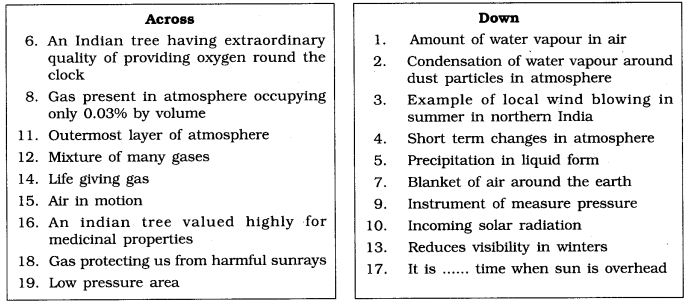 Across
6. An Indian tree having extraordinary
quality of providing oxygen round the
clock
8. Gas present in atmosphere occupying
only 0.03% by volume
11. Outermost layer of atmosphere
12. Mixture of many gases
14. Life giving gas
15. Air in motion
16. An indian tree valued highly for
medicinal properties
18. Gas protecting us from harmful sunrays
19. Low pressure area
Down
1. Amount of water vapour in air
2. Condensation of water vapour around
dust particles in atmosphere
3. Example of local wind blowing in
summer in northern India
4. Short term changes in atmosphere
5. Precipitation in liquid form
7. Blanket of air around the earth
9. Instrument of measure pressure
10. Incoming solar radiation
13. Reduces visibility in winters
17. It is ...... time when sun is overhead